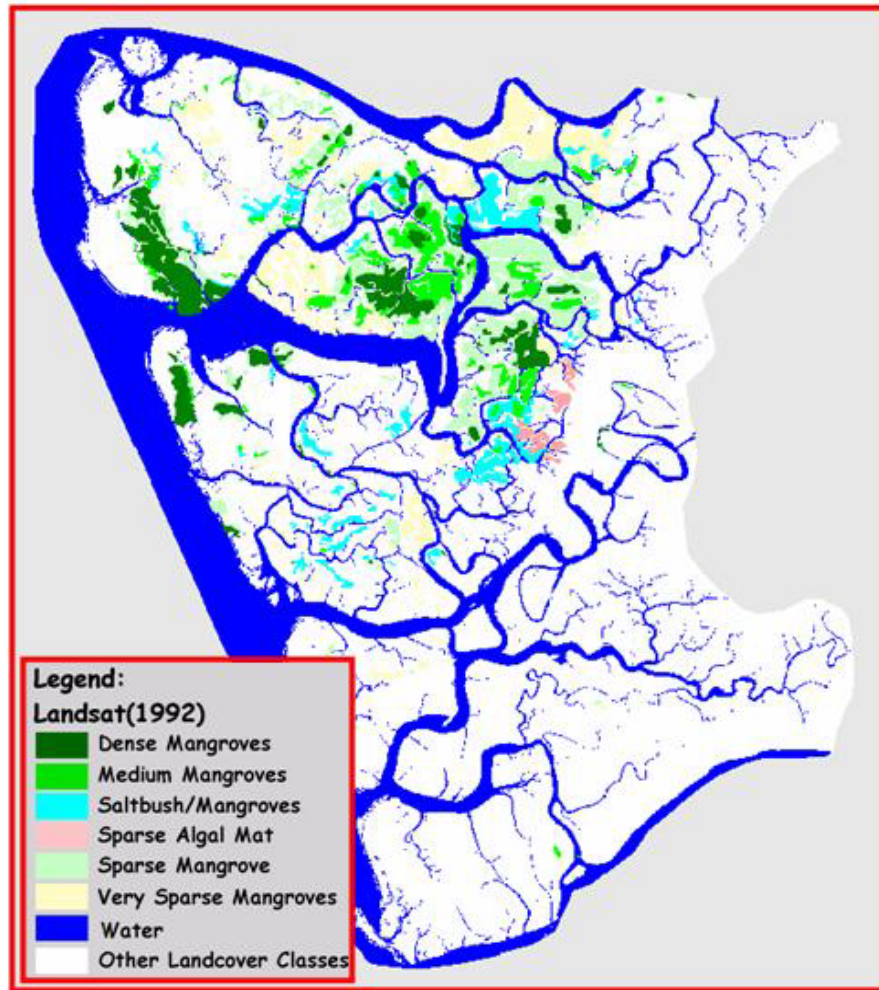 Legend:
Landsat(1992)
Dense Mangroves
Medium Mangroves
Saltbush/Mangroves
Sparse Algal Mat
Sparse Mangrove
Very Sparse Mangroves
Water
Other Landcover Classes